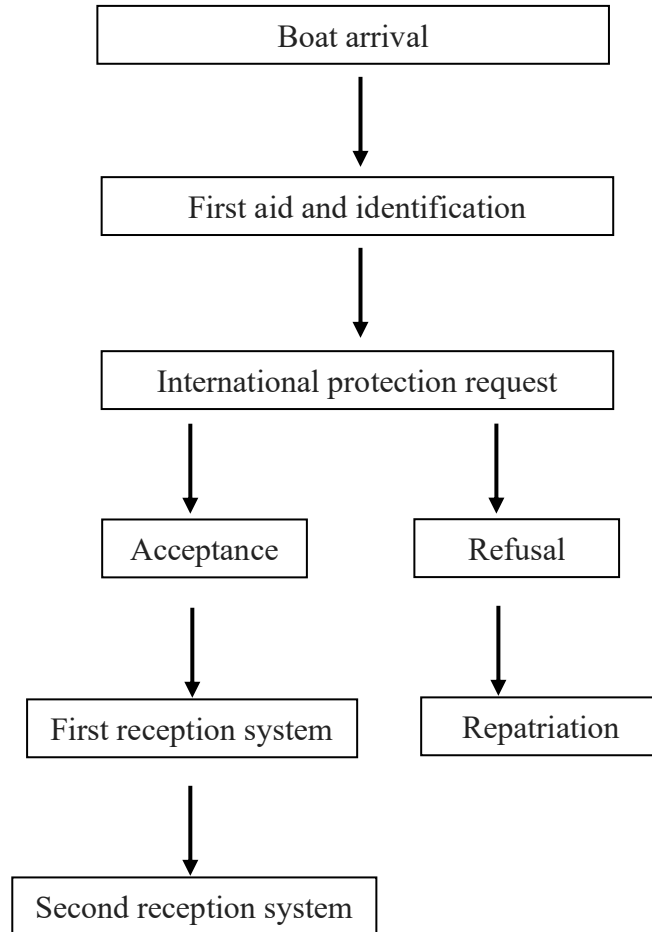 Boat arrival
First aid and identification
International protection request
Acceptance
Refusal
First reception system
Repatriation
Second reception system